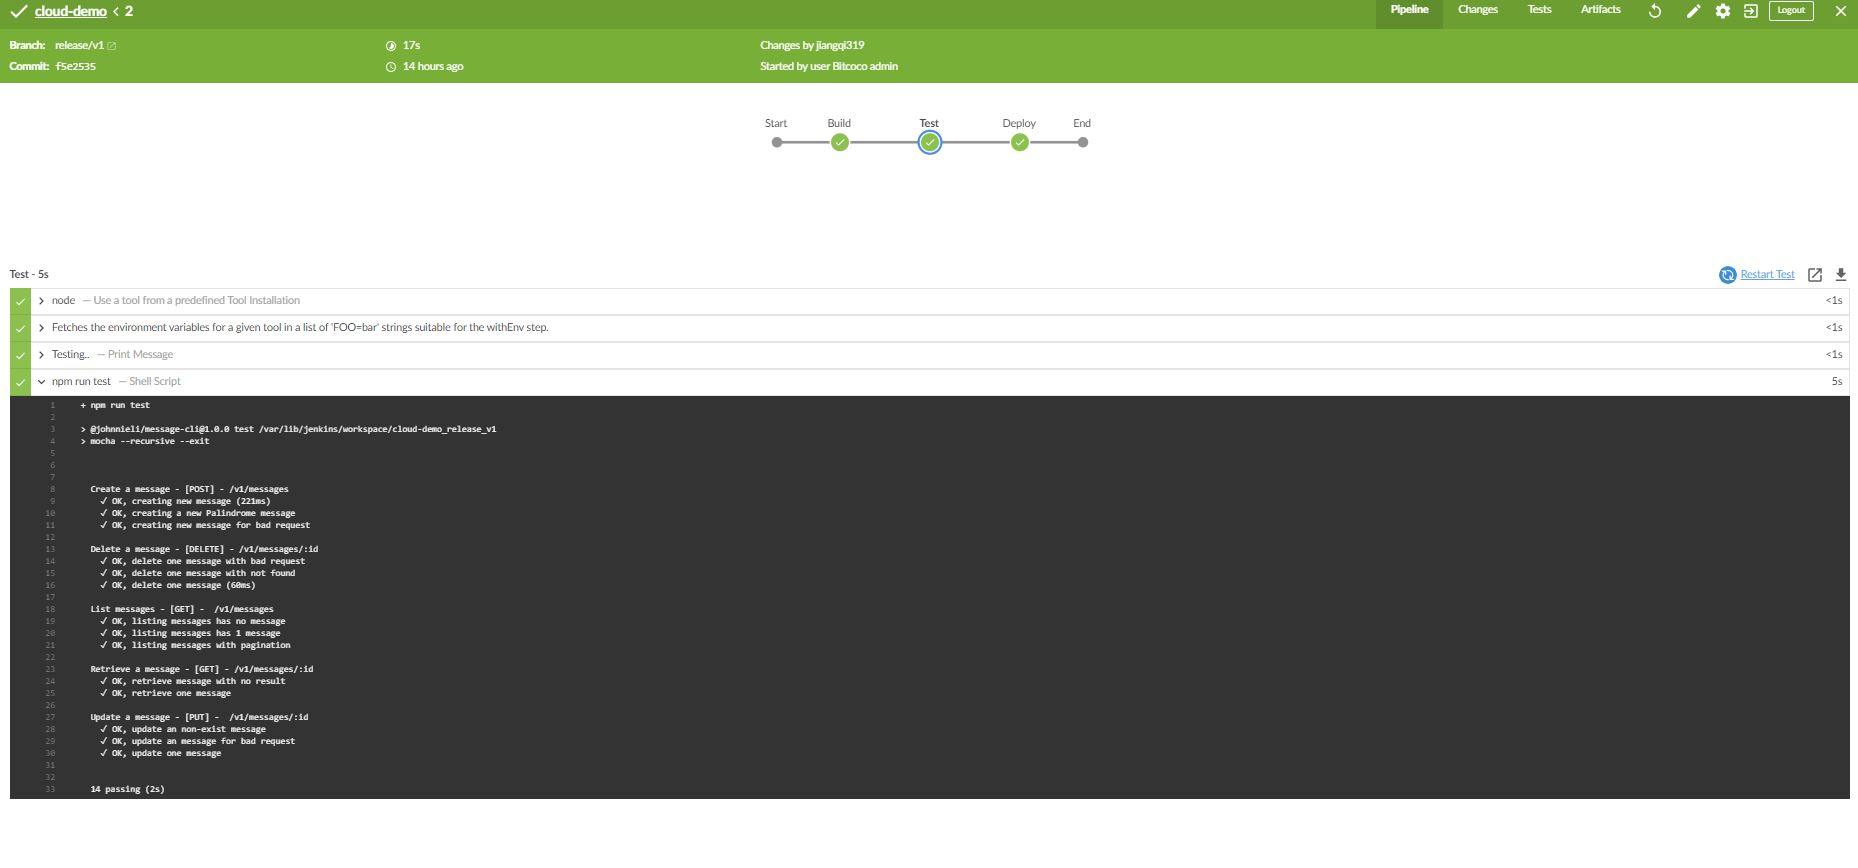 cloud-demo < 2 Pipeline Changes Tests Artifacts Logout
Branch: release/v1 17s Changes by jiangqi319
Commit: f5e2535 14 hours ago Started by user Bitcoco admin
Start Build Test Deploy End
Test - 5s Restart Test
node — Use a tool from a predefined Tool Installation <1s
Fetches the environment variables for a given tool in a list of 'FOO=bar' strings suitable for the withEnv step. <1s
Testing.. — Print Message <1s
npm run test — Shell Script 5s
1 + npm run test
2
3 > @johnnieli/message-cli@1.0.0 test /var/lib/jenkins/workspace/cloud-demo_release_v1
4 > mocha --recursive --exit
5
6
7
8 Create a message - [POST] - /v1/messages
9 ✓ OK, creating new message (221ms)
10 ✓ OK, creating a new Palindrome message
11 ✓ OK, creating new message for bad request
12
13 Delete a message - [DELETE] - /v1/messages/:id
14 ✓ OK, delete one message with bad request
15 ✓ OK, delete one message with not found
16 ✓ OK, delete one message (60ms)
17
18 List messages - [GET] -  /v1/messages
19 ✓ OK, listing messages has no message
20 ✓ OK, listing messages has 1 message
21 ✓ OK, listing messages with pagination
22
23 Retrieve a message - [GET] - /v1/messages/:id
24 ✓ OK, retrieve message with no result
25 ✓ OK, retrieve one message
26
27 Update a message - [PUT] -  /v1/messages/:id
28 ✓ OK, update an non-exist message
29 ✓ OK, update an message for bad request
30 ✓ OK, update one message
31
32
33 14 passing (2s)